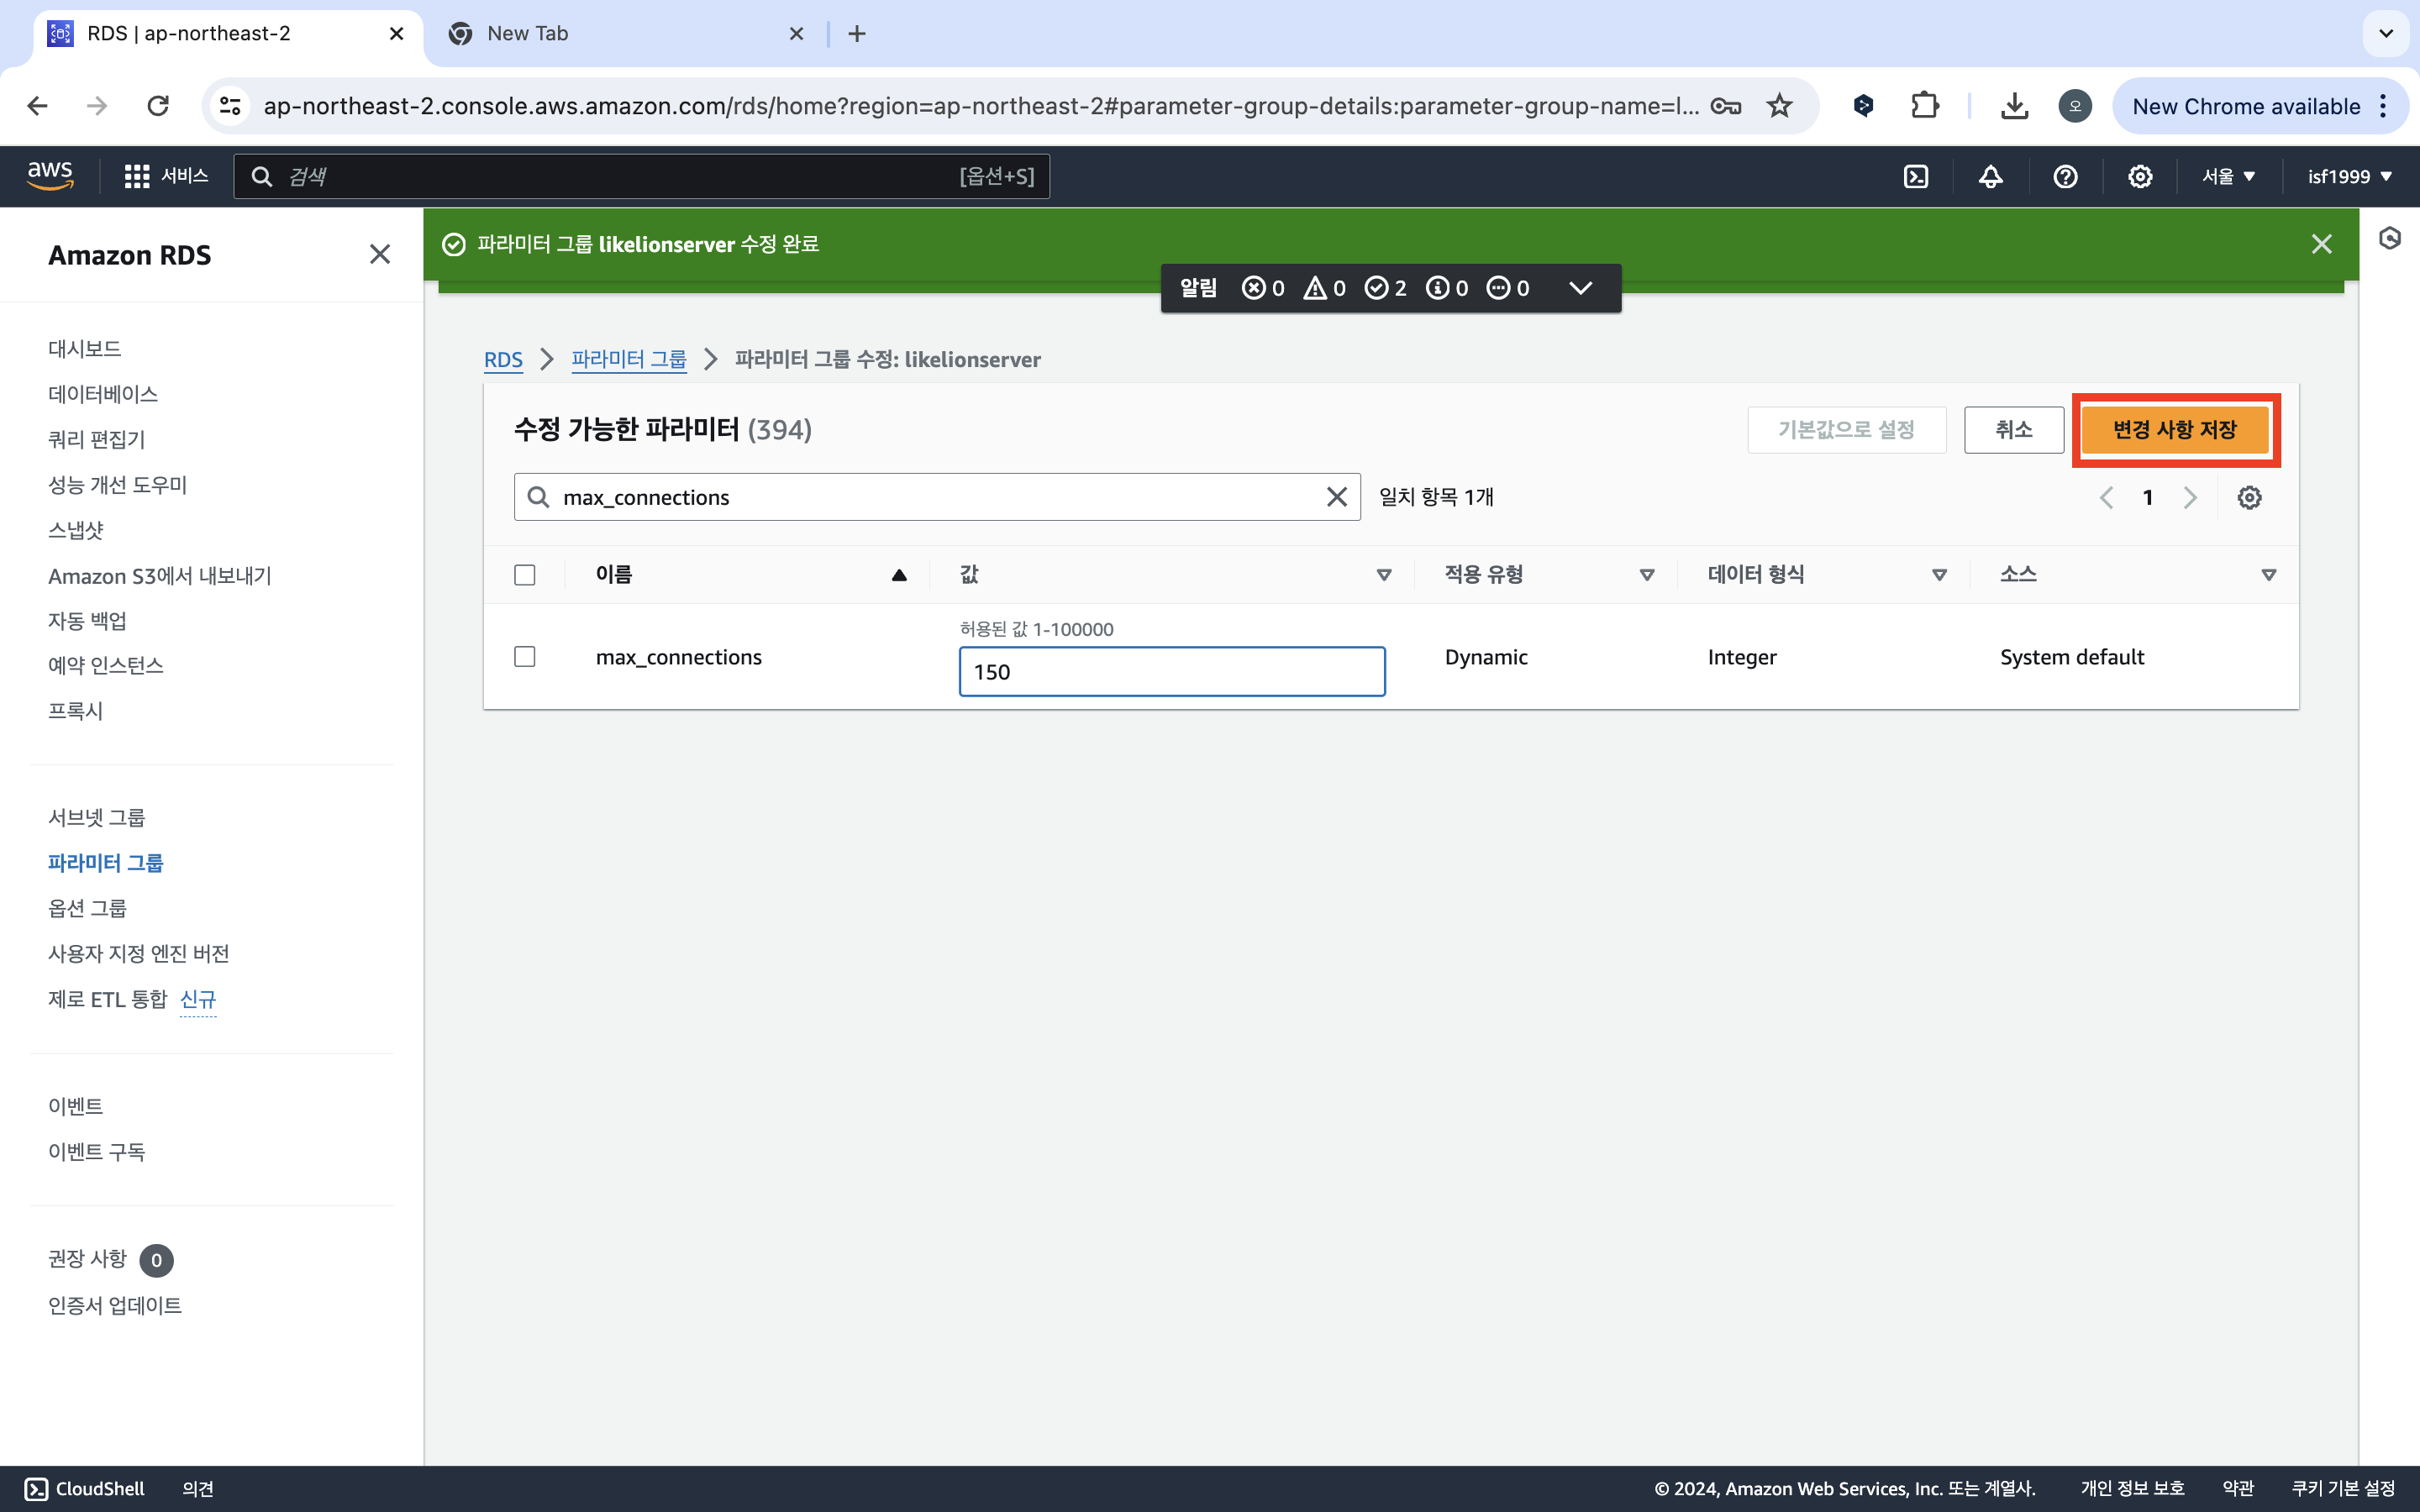 RDS | ap-northeast-2
New Tab
ap-northeast-2.console.aws.amazon.com/rds/home?region=ap-northeast-2#parameter-group-details:parameter-group-name=l...
오
New Chrome available
aws
서비스
검색
[옵션+S]
서울
isf1999
Amazon RDS
대시보드
데이터베이스
쿼리 편집기
성능 개선 도우미
스냅샷
Amazon S3에서 내보내기
자동 백업
예약 인스턴스
프록시
서브넷 그룹
파라미터 그룹
옵션 그룹
사용자 지정 엔진 버전
제로 ETL 통합 신규
이벤트
이벤트 구독
권장 사항 0
인증서 업데이트
파라미터 그룹 likelionserver 수정 완료
알림 0 0 2 0 0
RDS 파라미터 그룹 파라미터 그룹 수정: likelionserver
수정 가능한 파라미터 (394)
기본값으로 설정
취소
변경 사항 저장
max_connections
일치 항목 1개
1
이름 값 적용 유형 데이터 형식 소스
허용된 값 1-100000
max_connections 150 Dynamic Integer System default
CloudShell 의견
© 2024, Amazon Web Services, Inc. 또는 계열사. 개인 정보 보호 약관 쿠키 기본 설정